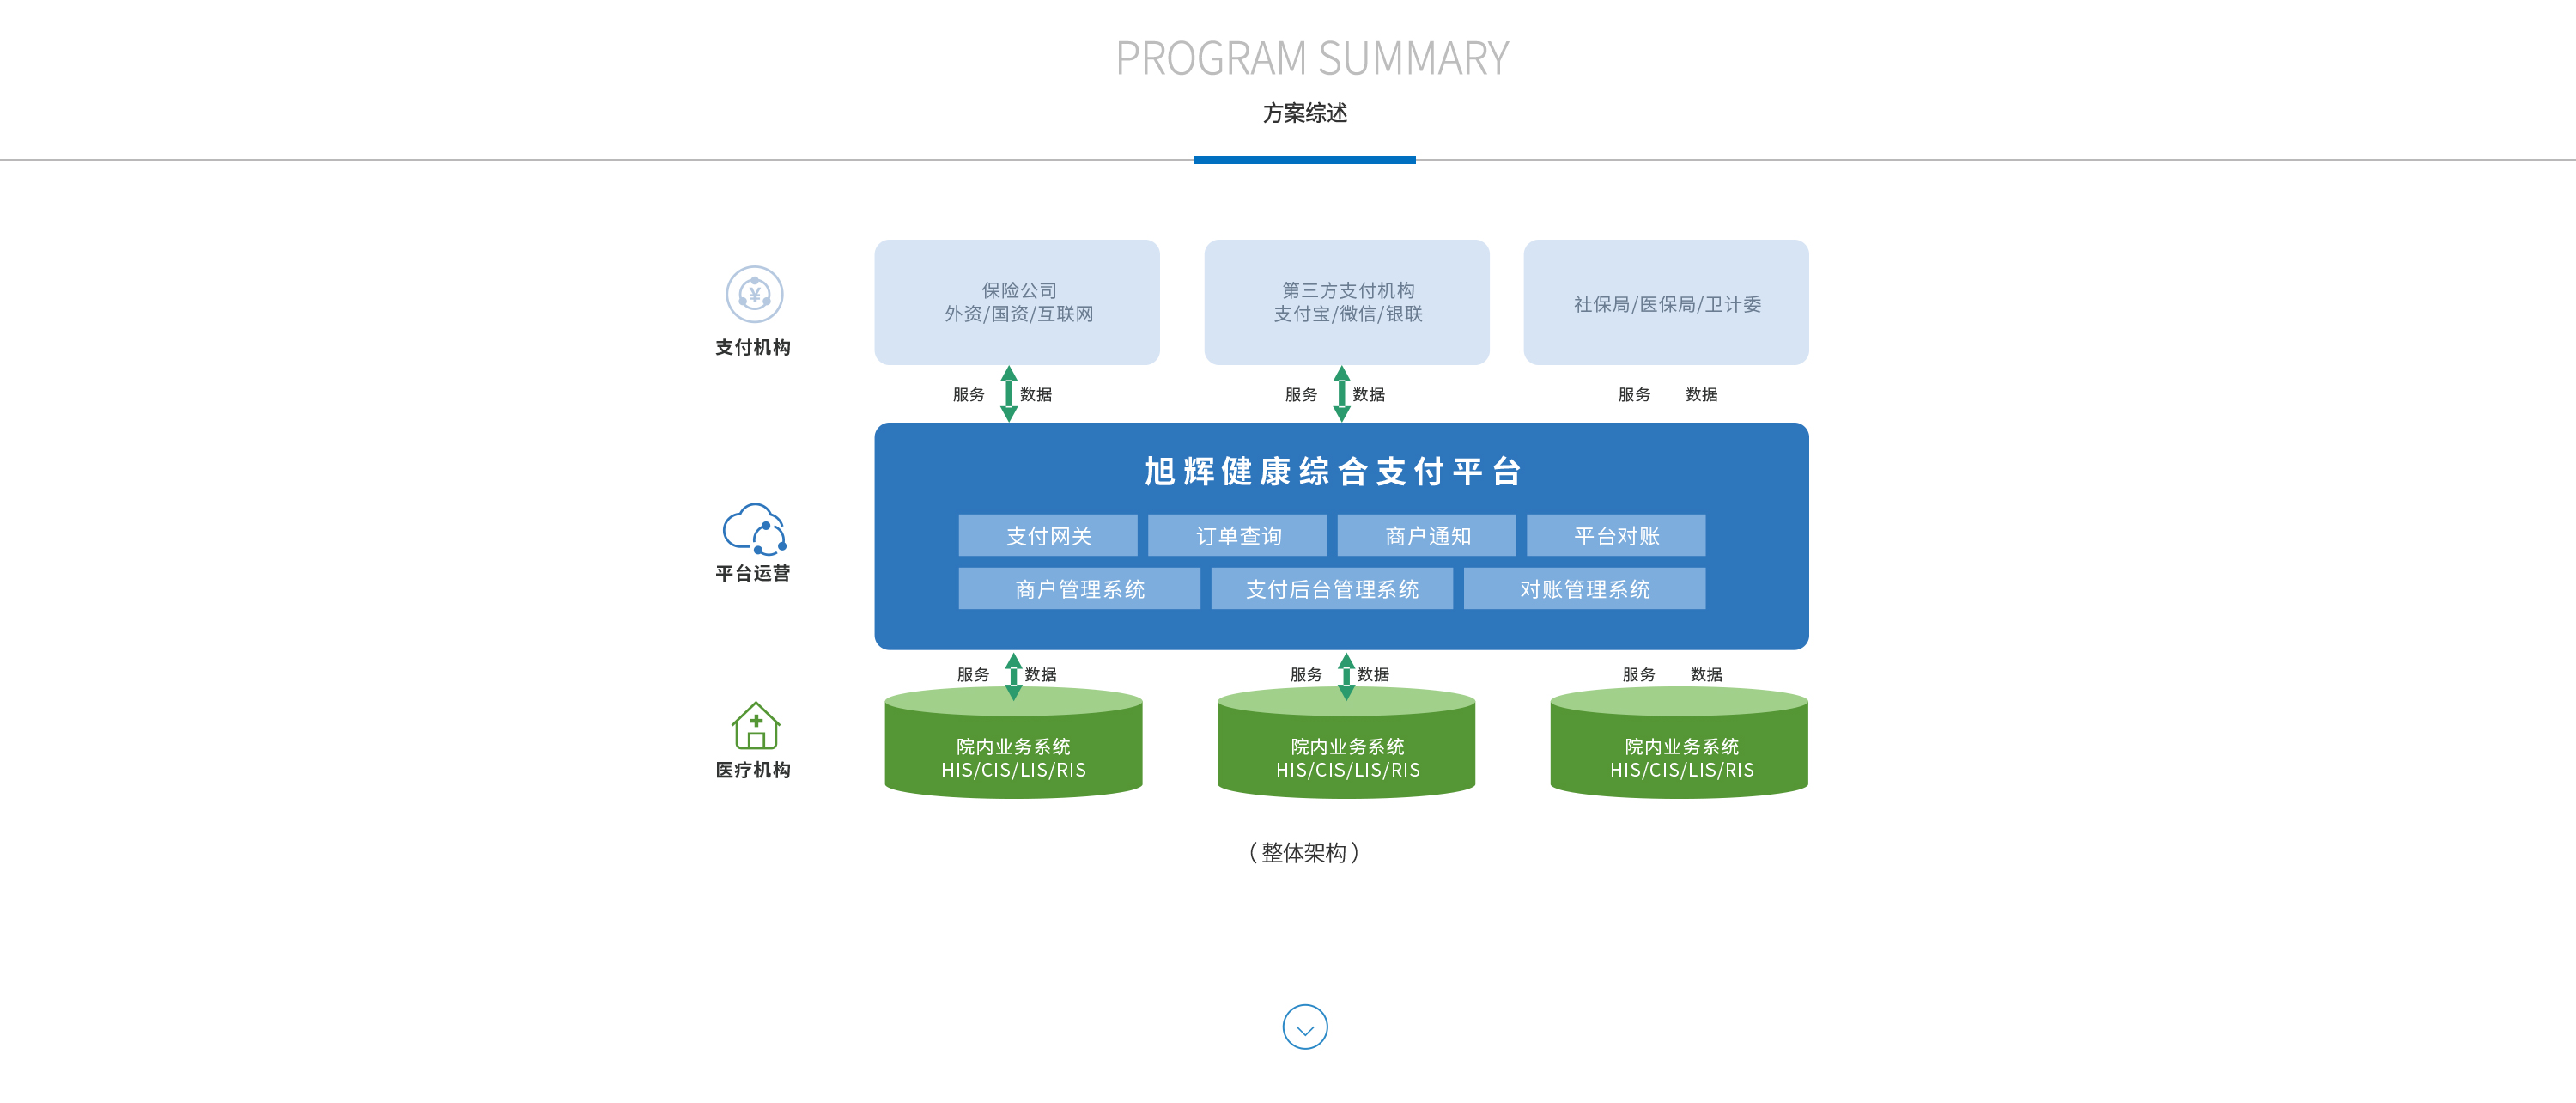 PROGRAM SUMMARY
方案综述
支付机构
保险公司
外资/国资/互联网
第三方支付机构
支付宝/微信/银联
社保局/医保局/卫计委
服务 数据
服务 数据
服务 数据
平台运营
旭辉健康综合支付平台
支付网关 订单查询 商户通知 平台对账
商户管理系统 支付后台管理系统 对账管理系统
服务 数据
服务 数据
服务 数据
医疗机构
院内业务系统
HIS/CIS/LIS/RIS
院内业务系统
HIS/CIS/LIS/RIS
院内业务系统
HIS/CIS/LIS/RIS
（整体架构）